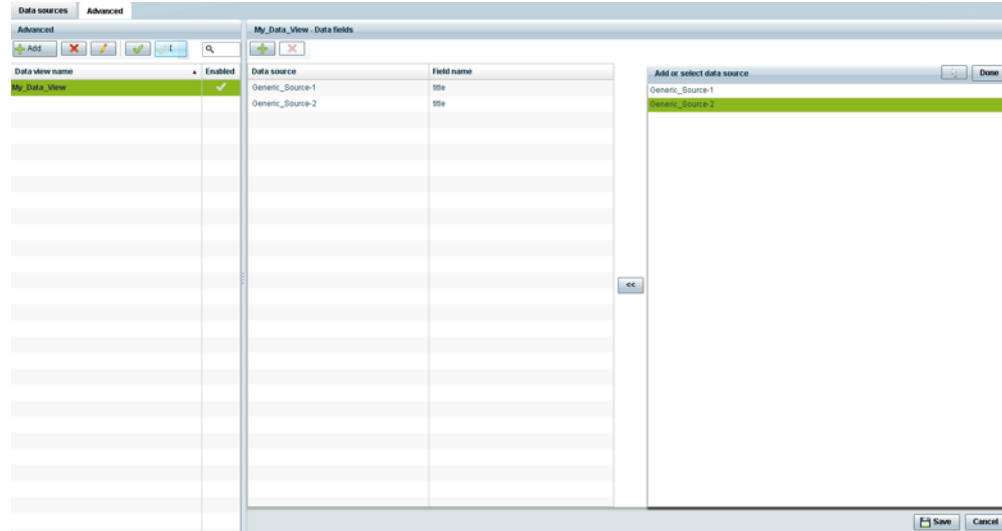 Data sources Advanced
Advanced
My_Data_View - Data fields
Add
Data view name Enabled
Data source Field name
Add or select data source Done
My_Data_View
Generic_Source-1 title
Generic_Source-2 title
Generic_Source-1
Generic_Source-2
<<
Save Cancel